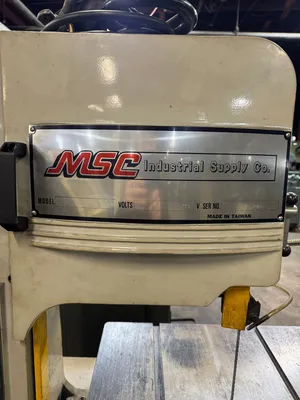 MSC Industrial Supply Co.
MODEL VOLTS V SER NO.
MADE IN TAIWAN